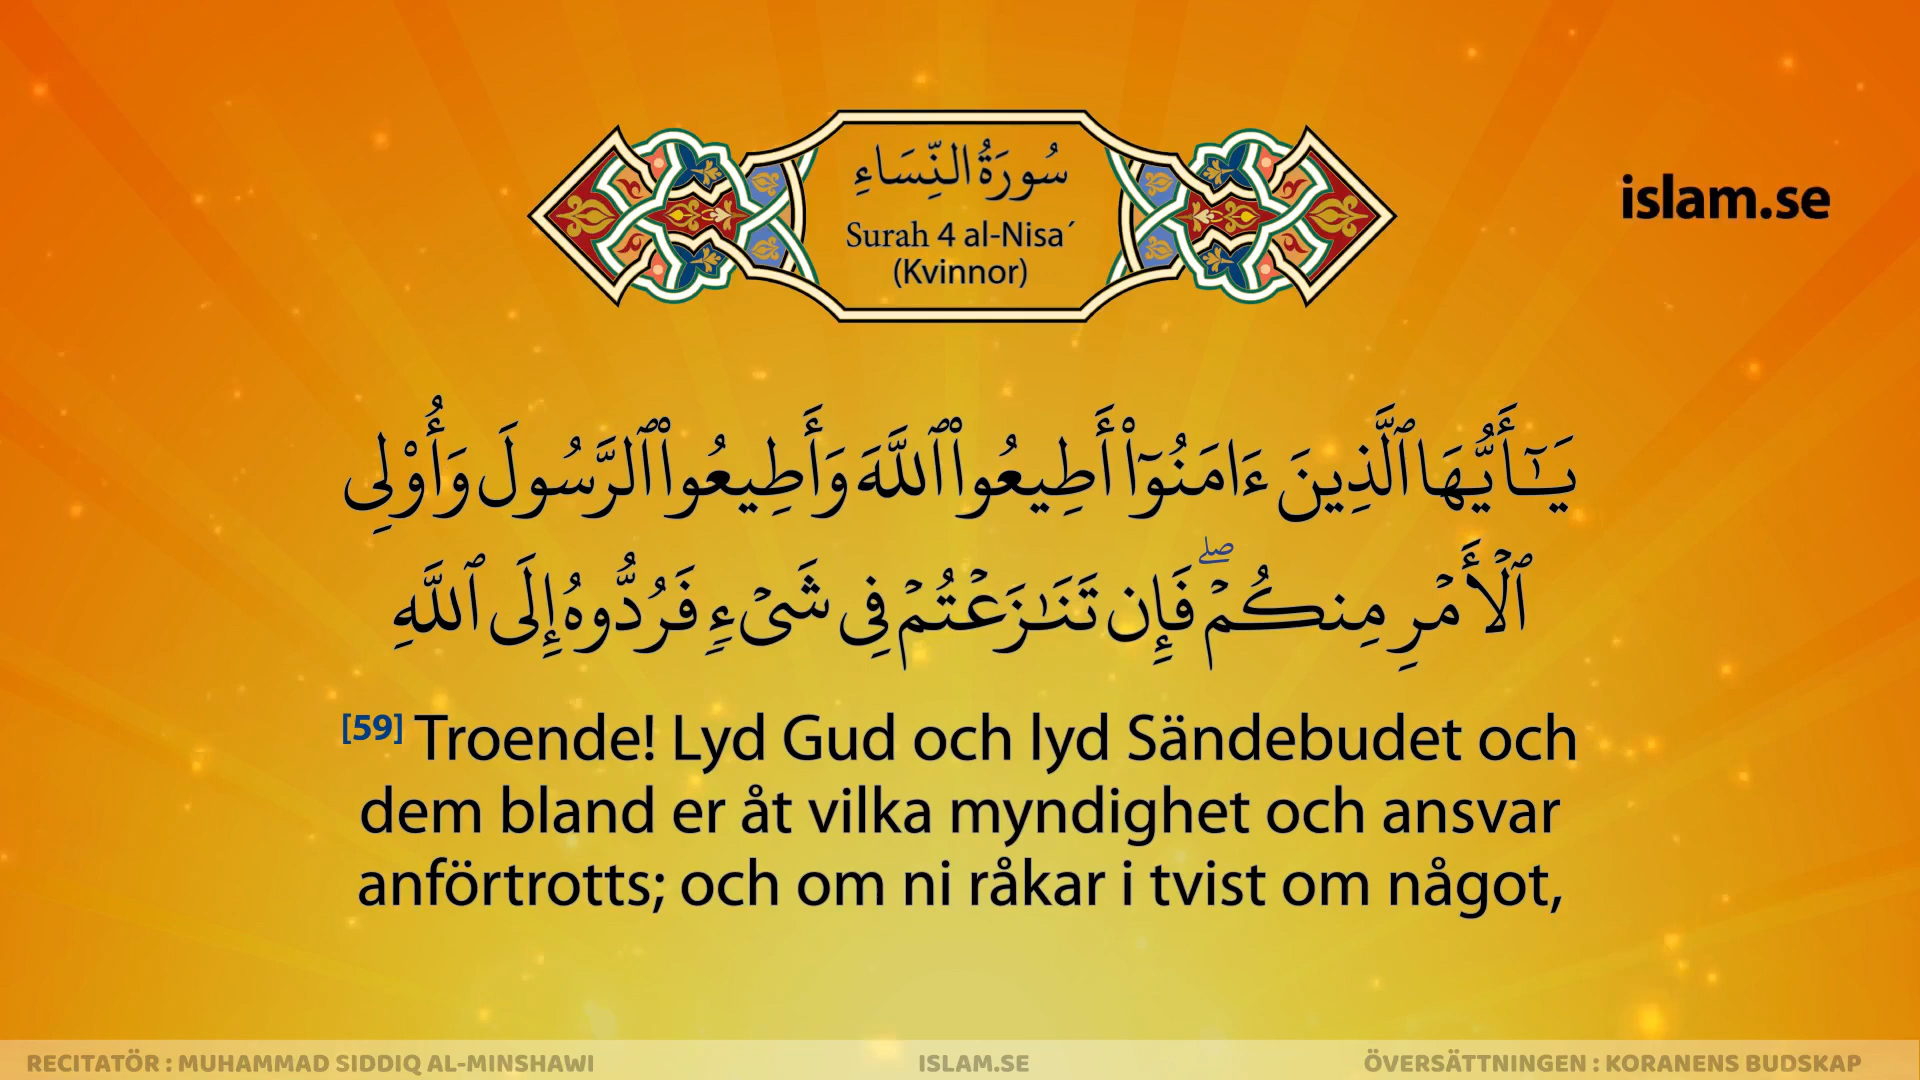 سُورَةُ النِّسَاءِ
Surah 4 al-Nisa´
(Kvinnor)
islam.se
يَـٰٓأَيُّهَا ٱلَّذِينَ ءَامَنُوٓا۟ أَطِيعُوا۟ ٱللَّهَ وَأَطِيعُوا۟ ٱلرَّسُولَ وَأُو۟لِى
ٱلْأَمْرِ مِنكُمْ ۖ فَإِن تَنَـٰزَعْتُمْ فِى شَىْءٍ فَرُدُّوهُ إِلَى ٱللَّهِ
[59] Troende! Lyd Gud och lyd Sändebudet och
dem bland er åt vilka myndighet och ansvar
anförtrotts; och om ni råkar i tvist om något,
RECITATÖR : MUHAMMAD SIDDIQ AL-MINSHAWI
ISLAM.SE
ÖVERSÄTTNINGEN : KORANENS BUDSKAP